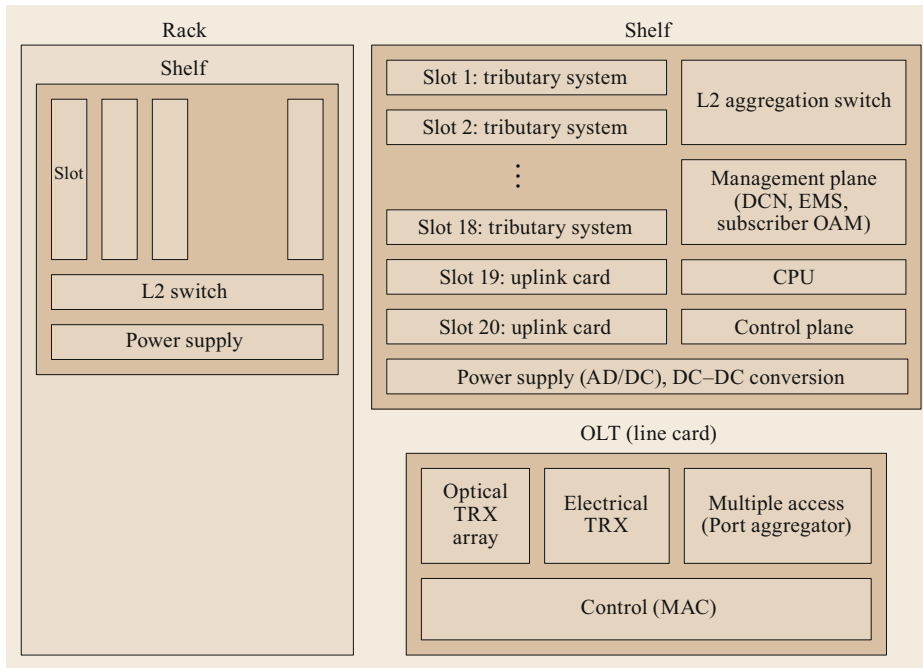 Rack
Shelf
Slot
L2 switch
Power supply
Shelf
Slot 1: tributary system
Slot 2: tributary system
⋮
Slot 18: tributary system
Slot 19: uplink card
Slot 20: uplink card
L2 aggregation switch
Management plane
(DCN, EMS,
subscriber OAM)
CPU
Control plane
Power supply (AD/DC), DC–DC conversion
OLT (line card)
Optical
TRX
array
Electrical
TRX
Multiple access
(Port aggregator)
Control (MAC)